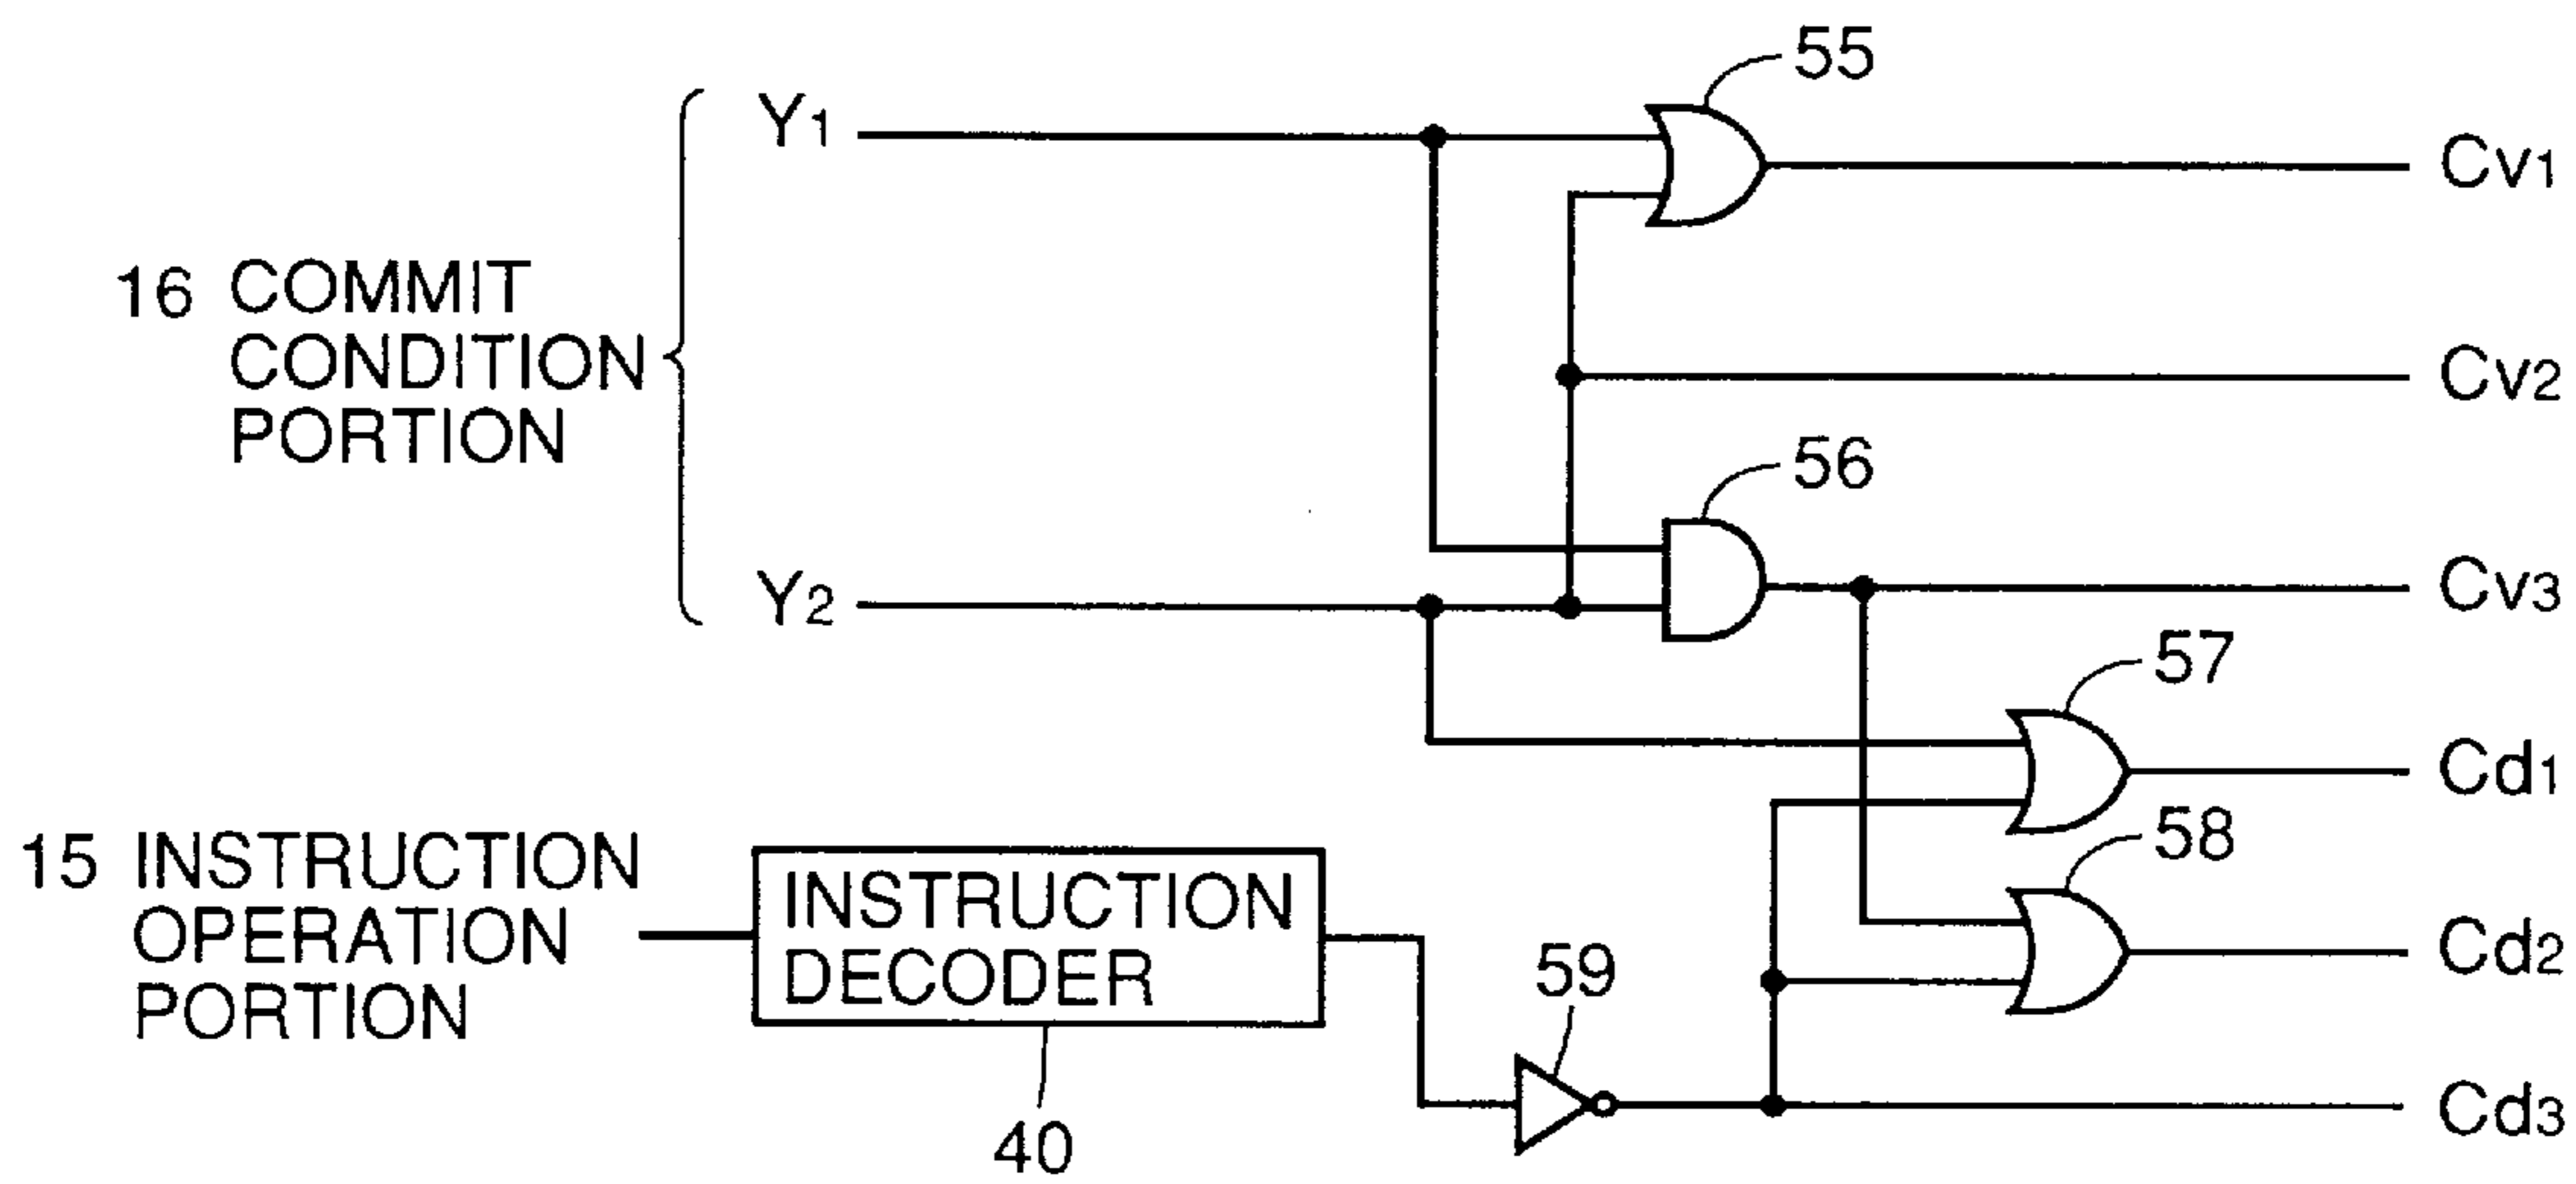 55
Y1
Cv1
16 COMMIT
CONDITION
PORTION
Cv2
56
Y2
Cv3
57
Cd1
15 INSTRUCTION
OPERATION
PORTION
INSTRUCTION
DECODER
58
Cd2
59
40
Cd3